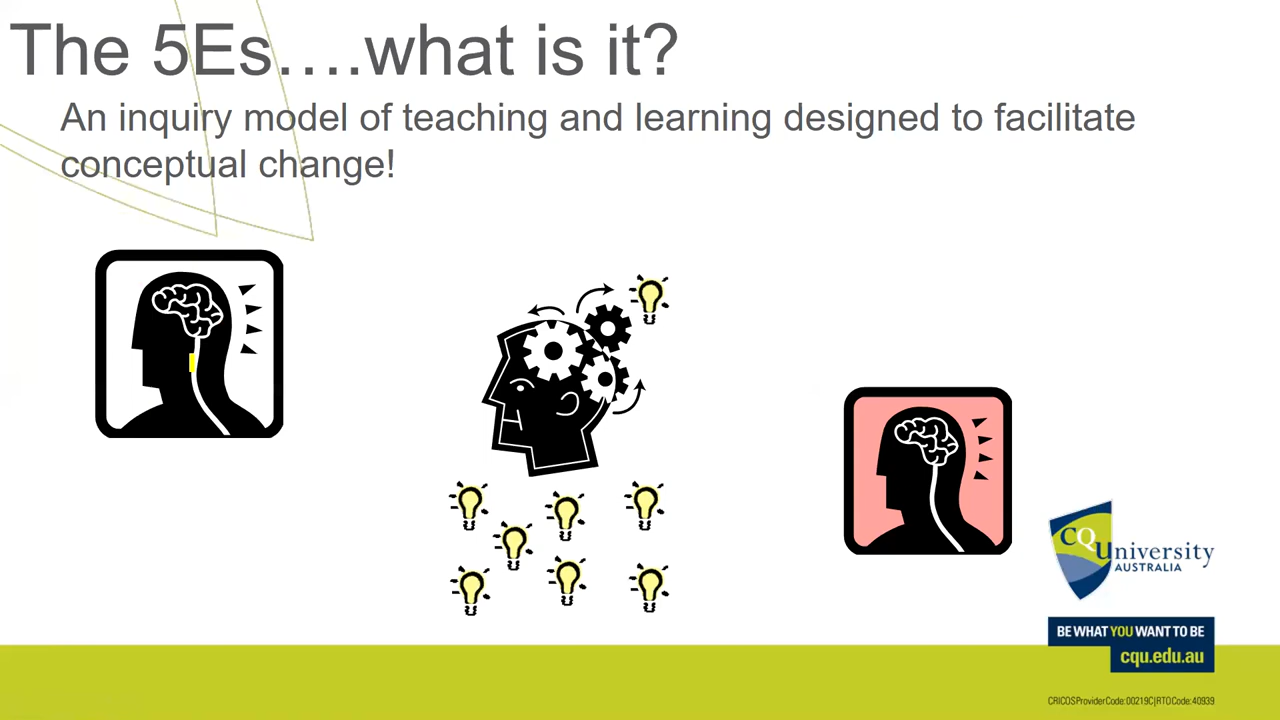 The 5Es….what is it?
An inquiry model of teaching and learning designed to facilitate
conceptual change!
CQUniversity
AUSTRALIA
BE WHAT YOU WANT TO BE
cqu.edu.au
CRICOS Provider Code: 00219C | RTO Code: 40939